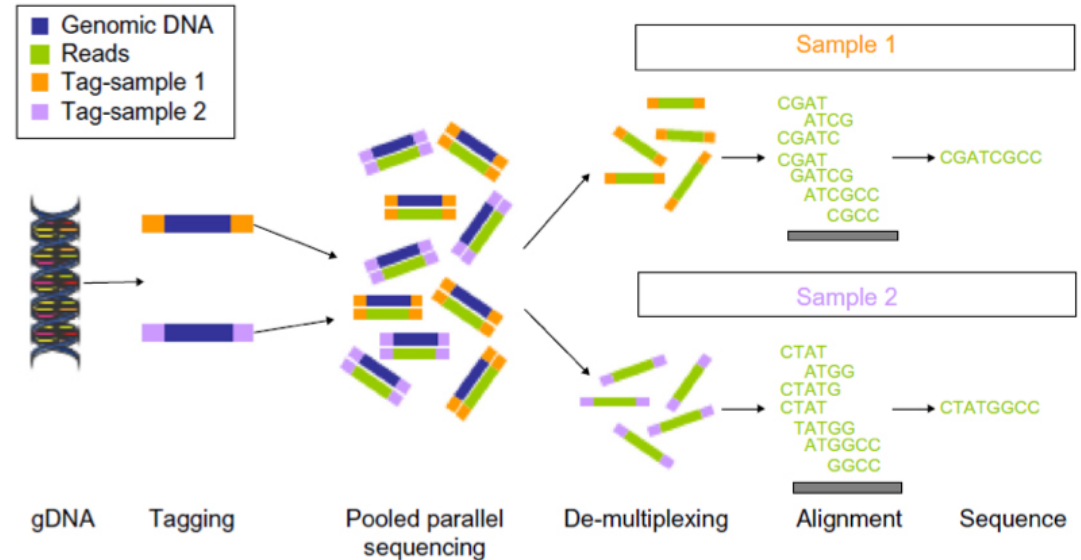 Genomic DNA
Reads
Tag-sample 1
Tag-sample 2
Sample 1
CGAT
ATCG
CGATC
CGAT
GATCG
ATCGCC
CGCC
CGATCGCC
Sample 2
CTAT
ATGG
CTATG
CTAT
TATGG
ATGGCC
GGCC
CTATGGCC
gDNA
Tagging
Pooled parallel
sequencing
De-multiplexing
Alignment
Sequence